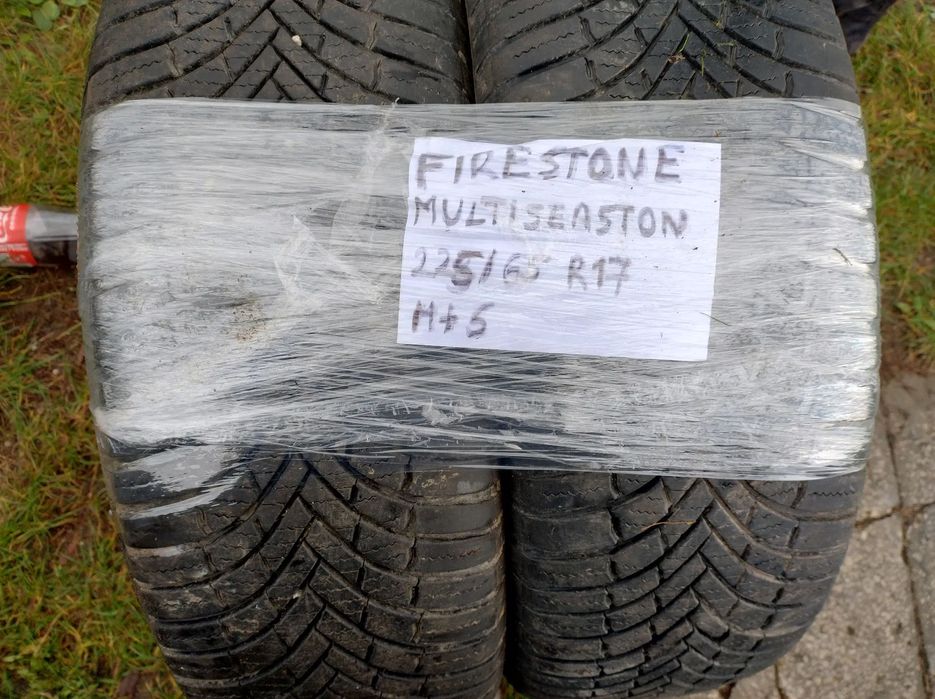 FIRESTONE
MULTISEASTON
225/65 R17
M+S